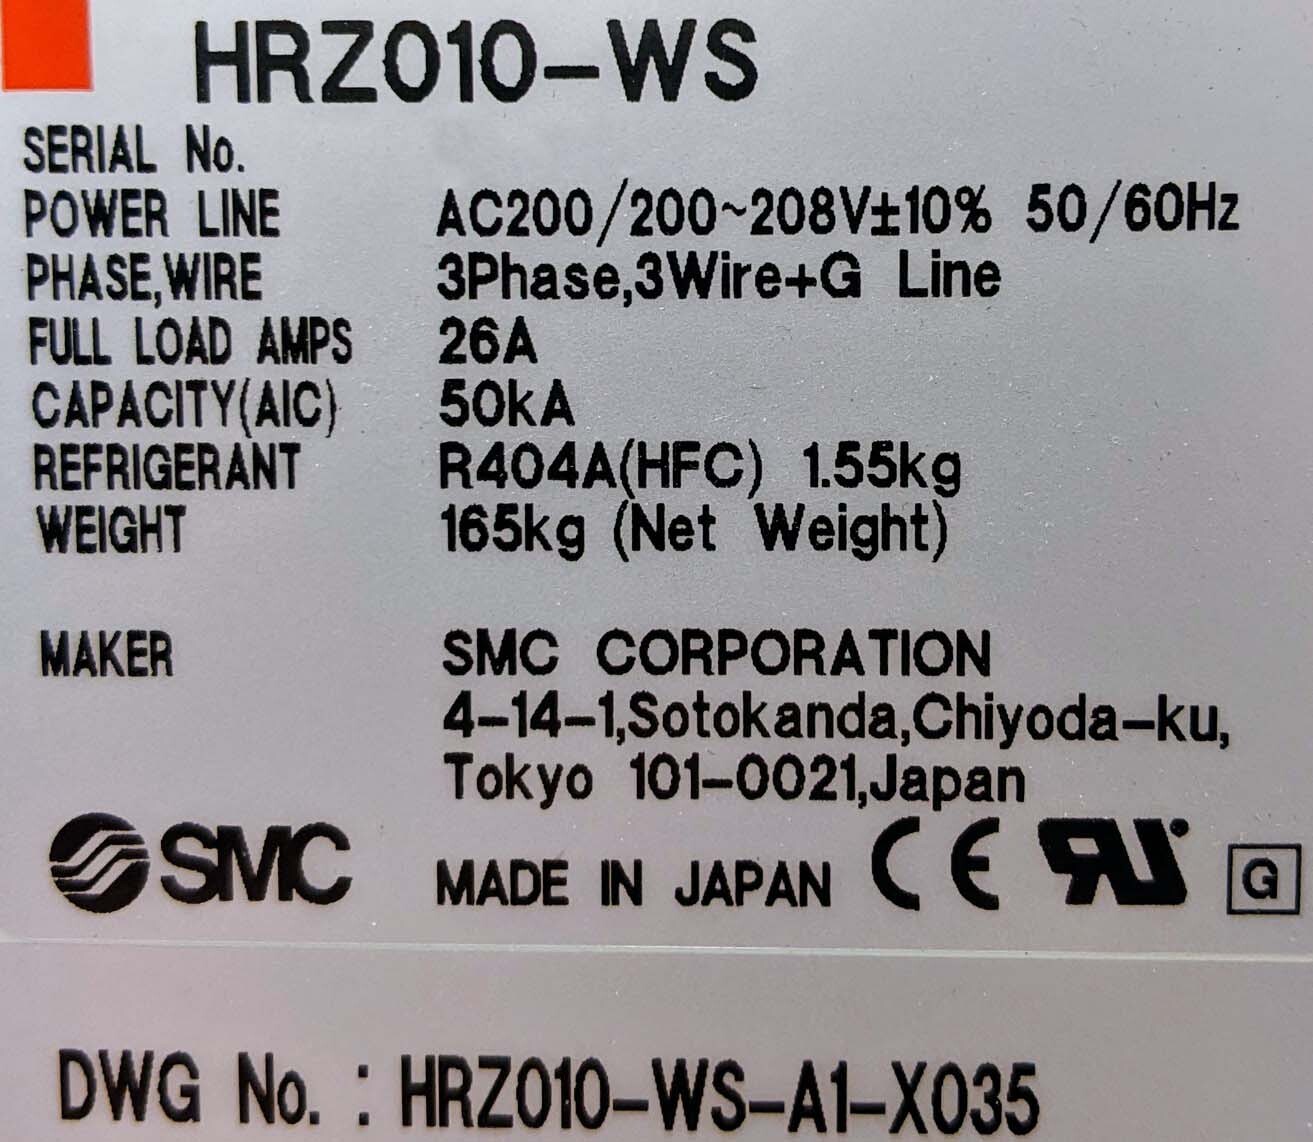 HRZ010-WS
SERIAL No.
POWER LINE AC200/200~208V±10% 50/60Hz
PHASE,WIRE 3Phase,3Wire+G Line
FULL LOAD AMPS 26A
CAPACITY(AIC) 50kA
REFRIGERANT R404A(HFC) 1.55kg
WEIGHT 165kg (Net Weight)
MAKER SMC CORPORATION
4-14-1,Sotokanda,Chiyoda-ku,
Tokyo 101-0021,Japan
SMC MADE IN JAPAN CE RU G
DWG No. : HRZ010-WS-A1-X035